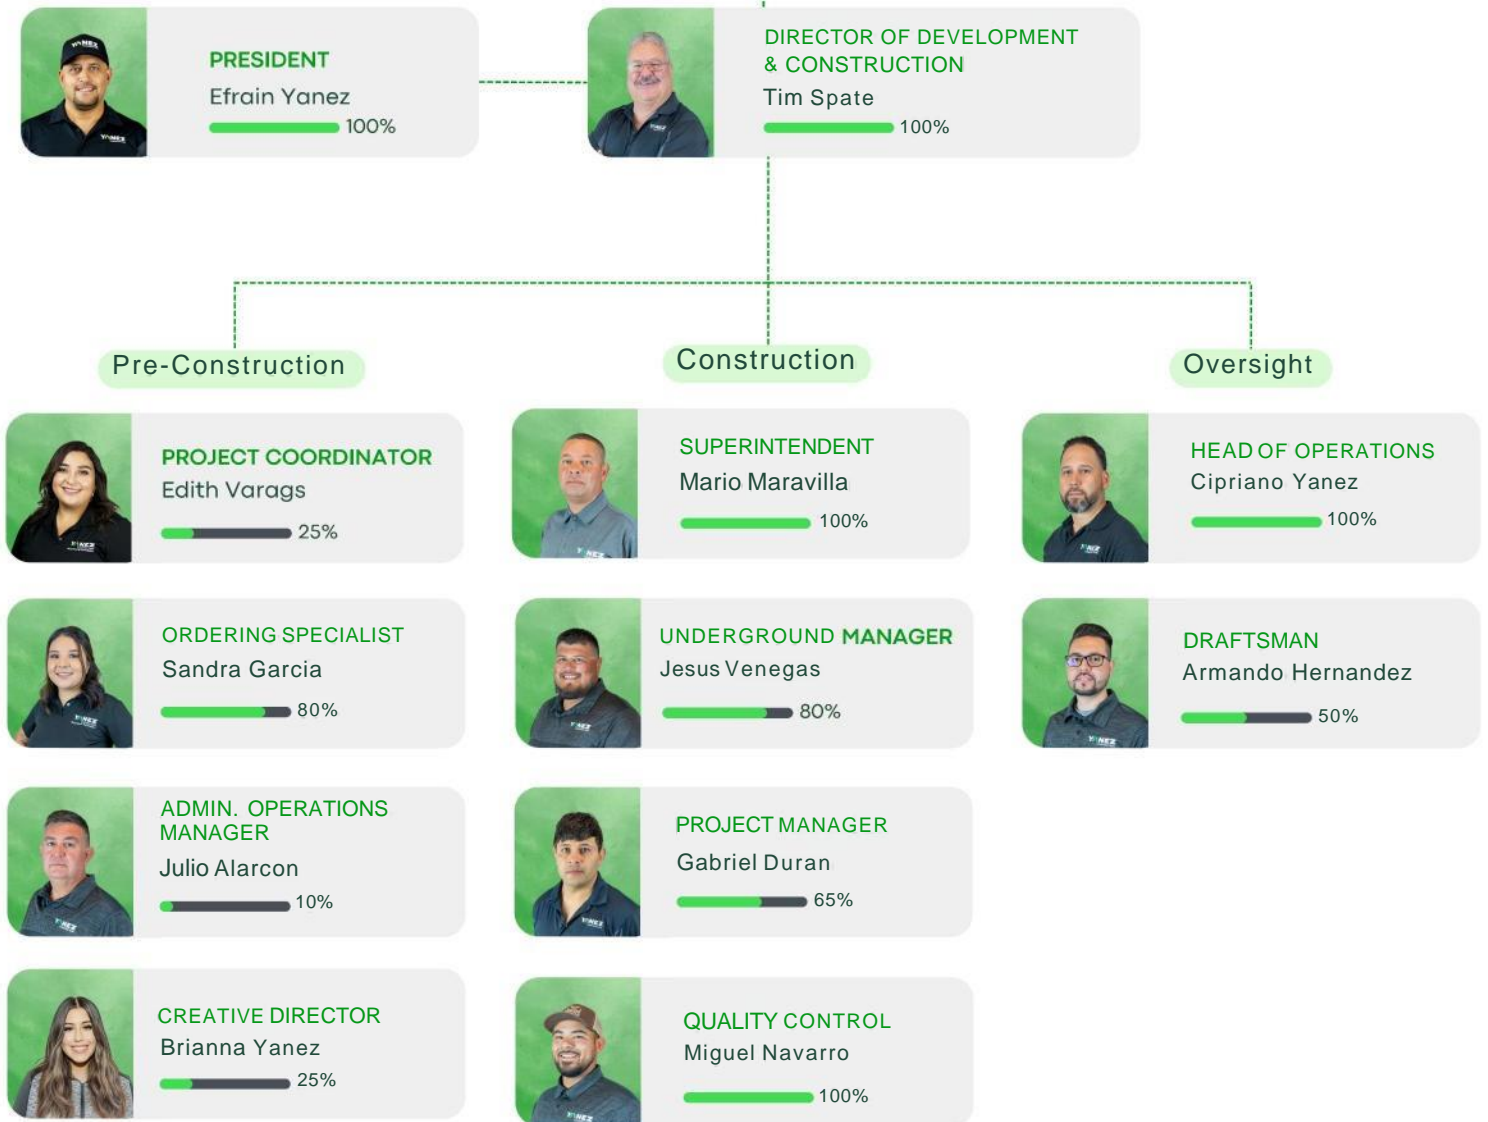 PRESIDENT
Efrain Yanez
100%
DIRECTOR OF DEVELOPMENT
& CONSTRUCTION
Tim Spate
100%
Pre-Construction
PROJECT COORDINATOR
Edith Varags
25%
ORDERING SPECIALIST
Sandra Garcia
80%
ADMIN. OPERATIONS
MANAGER
Julio Alarcon
10%
CREATIVE DIRECTOR
Brianna Yanez
25%
Construction
SUPERINTENDENT
Mario Maravilla
100%
UNDERGROUND MANAGER
Jesus Venegas
80%
PROJECT MANAGER
Gabriel Duran
65%
QUALITY CONTROL
Miguel Navarro
100%
Oversight
HEAD OF OPERATIONS
Cipriano Yanez
100%
DRAFTSMAN
Armando Hernandez
50%